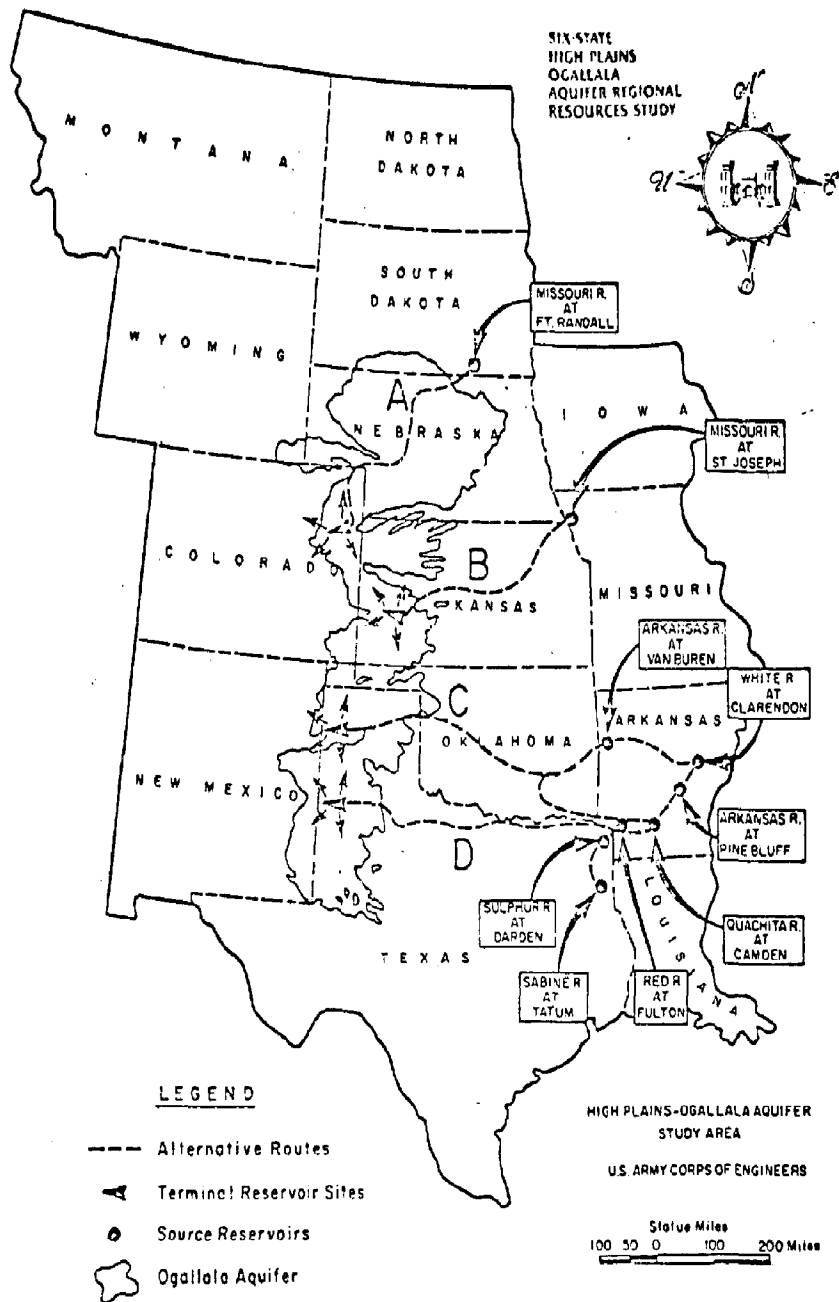 SIX-STATE
HIGH PLAINS
OGALLALA
AQUIFER REGIONAL
RESOURCES STUDY
MONTANA
NORTH
DAKOTA
SOUTH
DAKOTA
MISSOURI R.
AT
FT. RANDALL
WYOMING
A
NEBRASKA
IOWA
MISSOURI R.
AT
ST JOSEPH
COLORADO
B
KANSAS
MISSOURI
ARKANSAS R.
AT
VAN BUREN
WHITE R
AT
CLARENDON
C
OKLAHOMA
ARKANSAS
NEW MEXICO
ARKANSAS R.
AT
PINE BLUFF
D
SULPHUR R
AT
DARDEN
LOUISIANA
QUACHITA R.
AT
CAMDEN
TEXAS
SABINE R
AT
TATUM
RED R
AT
FULTON
LEGEND
Alternative Routes
Terminal Reservoir Sites
Source Reservoirs
Ogallala Aquifer
HIGH PLAINS-OGALLALA AQUIFER
STUDY AREA
U.S. ARMY CORPS OF ENGINEERS
Statue Miles
100 50 0 100 200 Miles